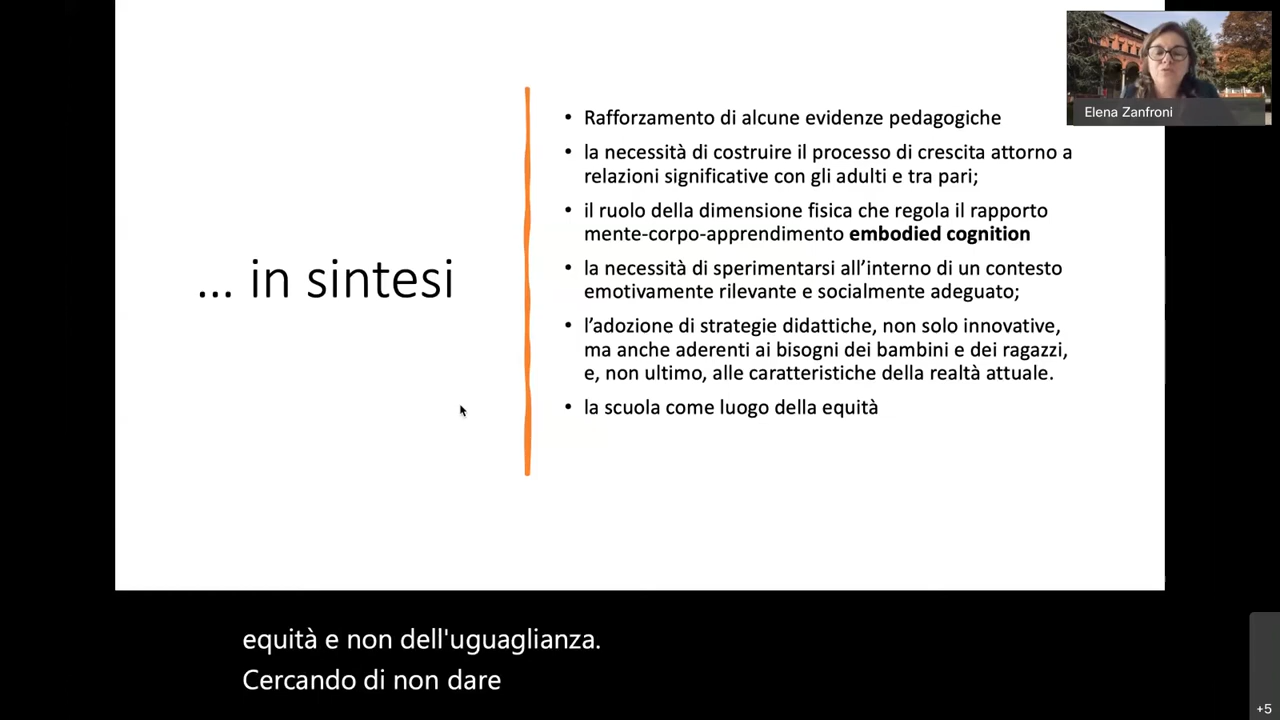 … in sintesi
• Rafforzamento di alcune evidenze pedagogiche
• la necessità di costruire il processo di crescita attorno a
relazioni significative con gli adulti e tra pari;
• il ruolo della dimensione fisica che regola il rapporto
mente-corpo-apprendimento embodied cognition
• la necessità di sperimentarsi all’interno di un contesto
emotivamente rilevante e socialmente adeguato;
• l’adozione di strategie didattiche, non solo innovative,
ma anche aderenti ai bisogni dei bambini e dei ragazzi,
e, non ultimo, alle caratteristiche della realtà attuale.
• la scuola come luogo della equità
Elena Zanfroni
equità e non dell'uguaglianza.
Cercando di non dare
+5